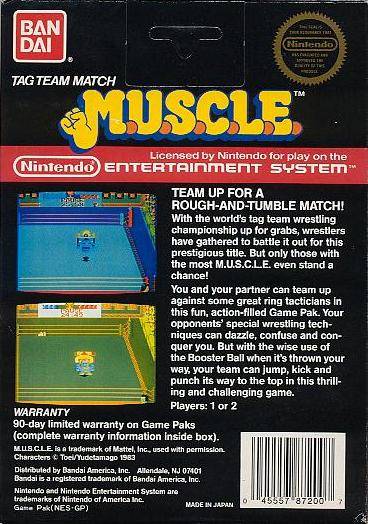 BAN
DAI
THIS SEAL IS
YOUR ASSURANCE THAT
Nintendo
HAS EVALUATED AND
APPROVED THE
QUALITY OF THIS
PRODUCT
TAG TEAM MATCH
M.U.S.C.L.E.™
Licensed by Nintendo for play on the
Nintendo ENTERTAINMENT SYSTEM™
TEAM UP FOR A
ROUGH-AND-TUMBLE MATCH!
With the world's tag team wrestling
championship up for grabs, wrestlers
have gathered to battle it out for this
prestigious title. But only those with
the most M.U.S.C.L.E. even stand a
chance!
You and your partner can team up
against some great ring tacticians in
this fun, action-filled Game Pak. Your
opponents' special wrestling tech-
niques can dazzle, confuse and con-
quer you. But with the wise use of
the Booster Ball when it's thrown your
way, your team can jump, kick and
punch its way to the top in this thrill-
ing and challenging game.
Players: 1 or 2
WARRANTY
90-day limited warranty on Game Paks
(complete warranty information inside box).
M.U.S.C.L.E. is a trademark of Mattel, Inc., used with permission.
Characters © Toei/Yudetamago 1983
Distributed by Bandai America, Inc. Allendale, NJ 07401
Bandai is a registered trademark of Bandai America, Inc.
Nintendo and Nintendo Entertainment System are
trademarks of Nintendo of America Inc.
Game Pak(NES-GP)
MADE IN JAPAN
0 45557 87200 7